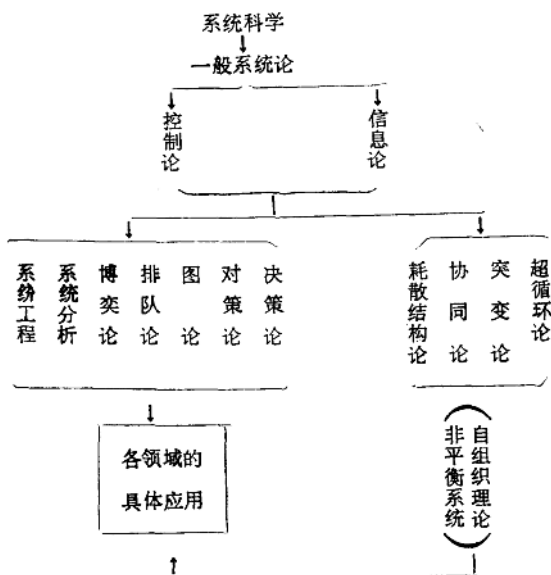 系统科学
一般系统论
控制论
信息论
系统工程
系统分析
博奕论
排队论
图论
对策论
决策论
耗散结构论
协同论
突变论
超循环论
各领域的
具体应用
(自组织理论
非平衡系统)